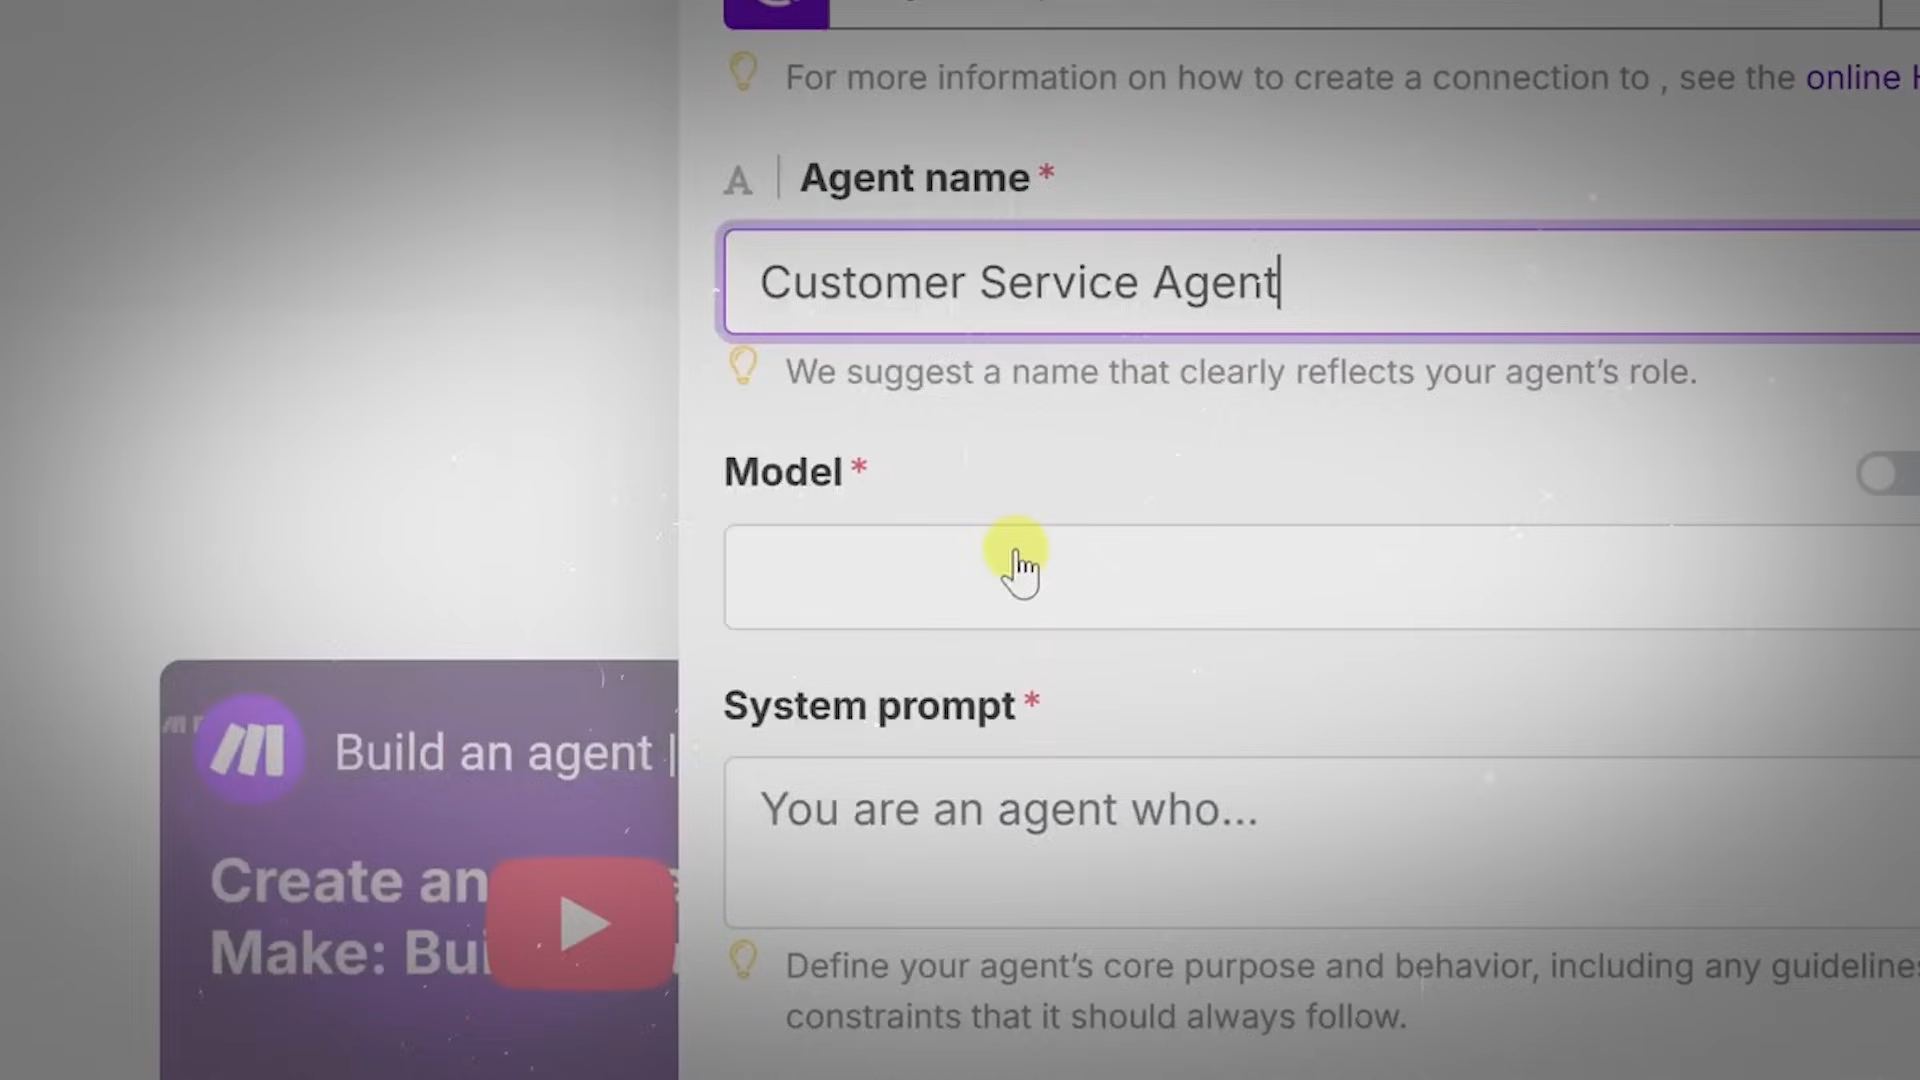 For more information on how to create a connection to , see the online
A | Agent name *
Customer Service Agent
We suggest a name that clearly reflects your agent's role.
Model *
System prompt *
Build an agent |
You are an agent who...
Create an
Make: Bui
Define your agent's core purpose and behavior, including any guidelines
constraints that it should always follow.